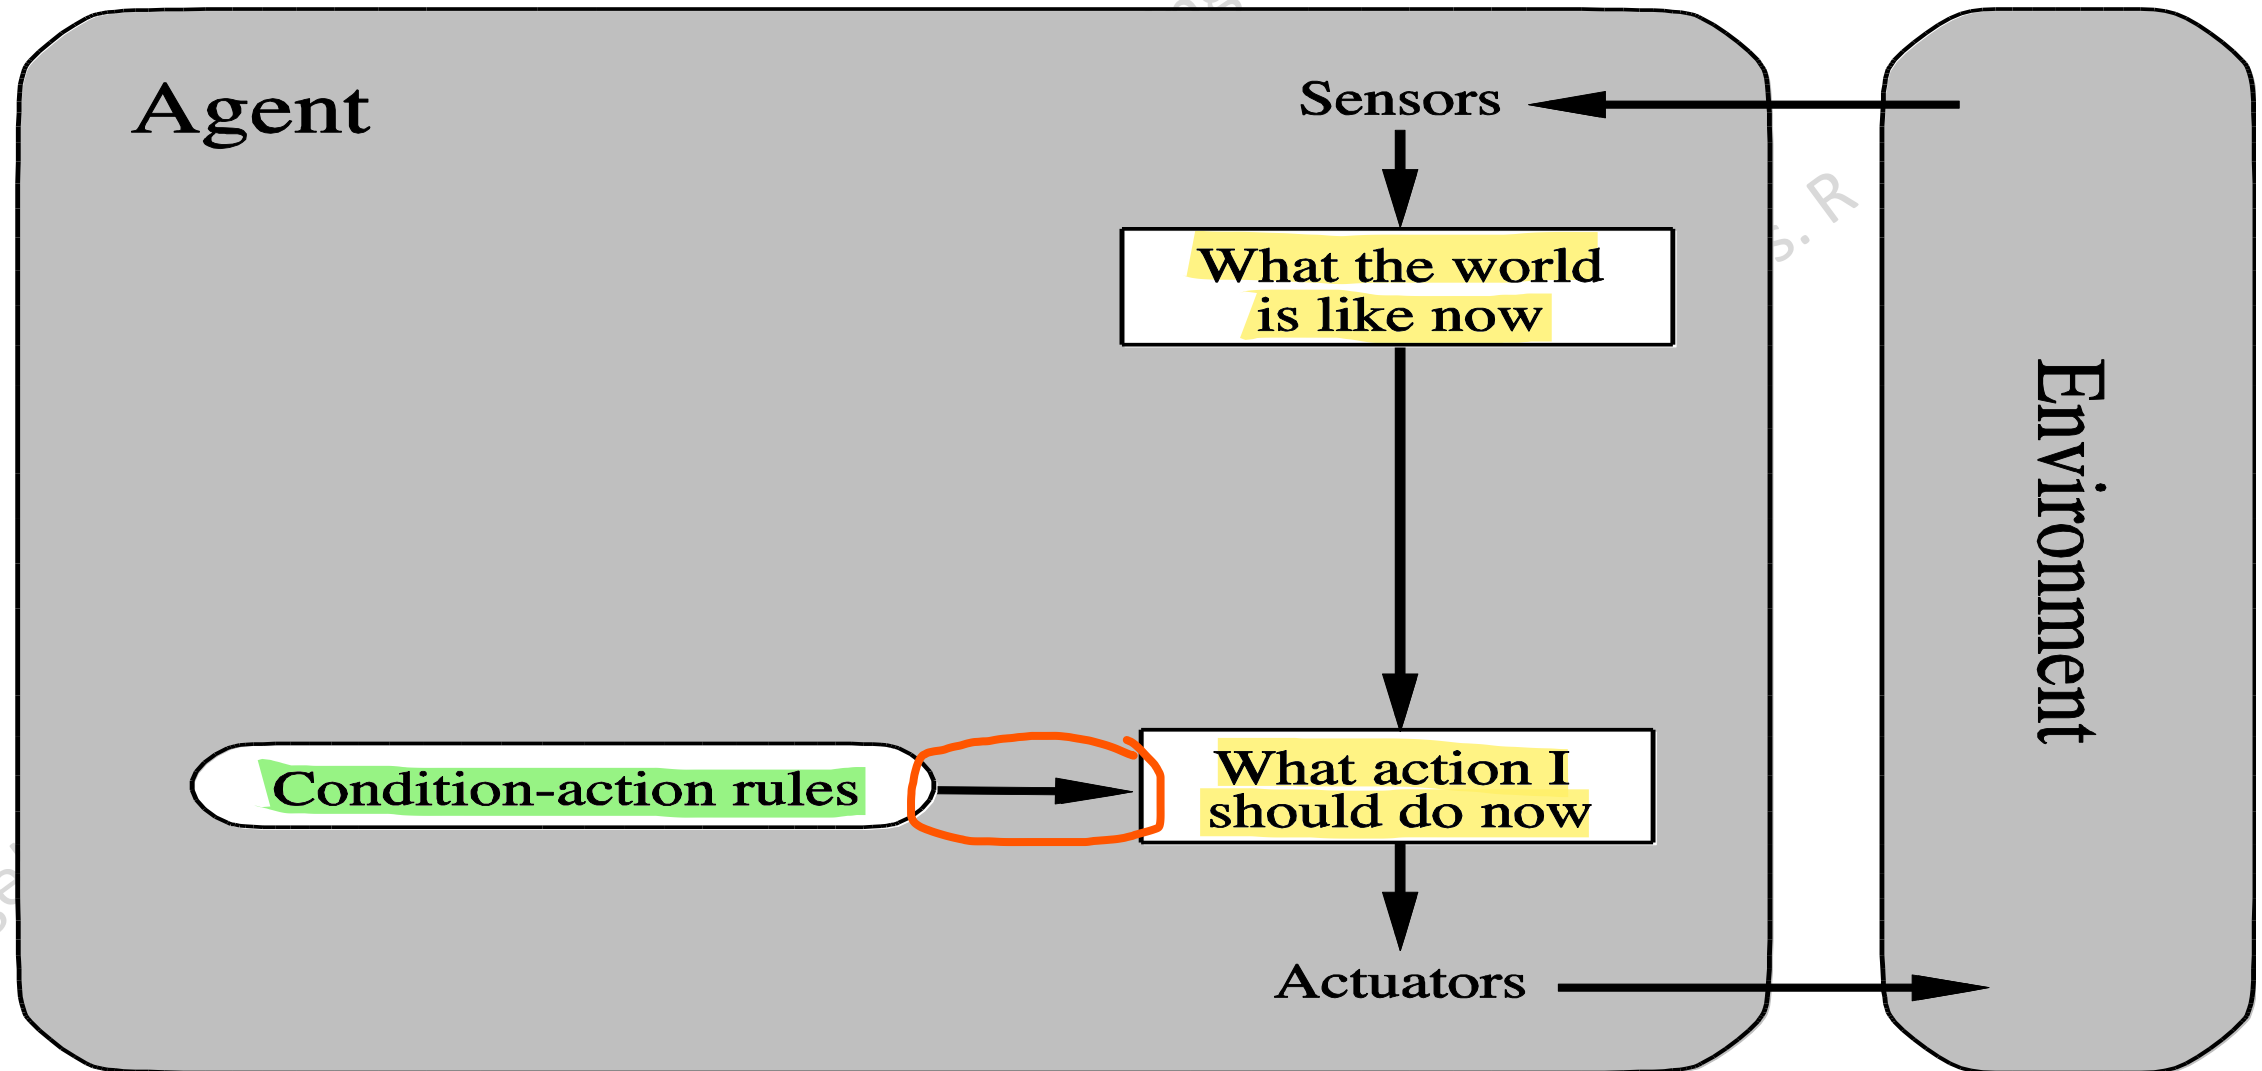 Agent
Sensors
What the world
is like now
Environment
Condition-action rules
What action I
should do now
Actuators
s. R